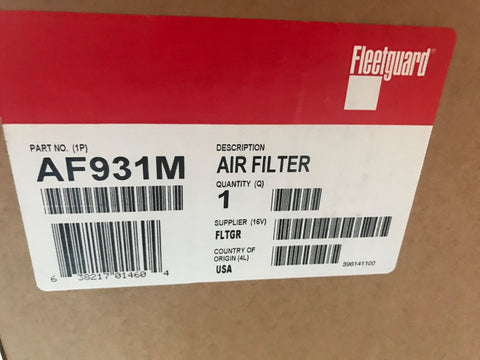 Fleetguard®
PART NO. (1P)
AF931M
6 38217 01460 4
DESCRIPTION
AIR FILTER
QUANTITY (Q)
1
SUPPLIER (16V)
FLTGR
COUNTRY OF
ORIGIN (4L)
USA
396141100